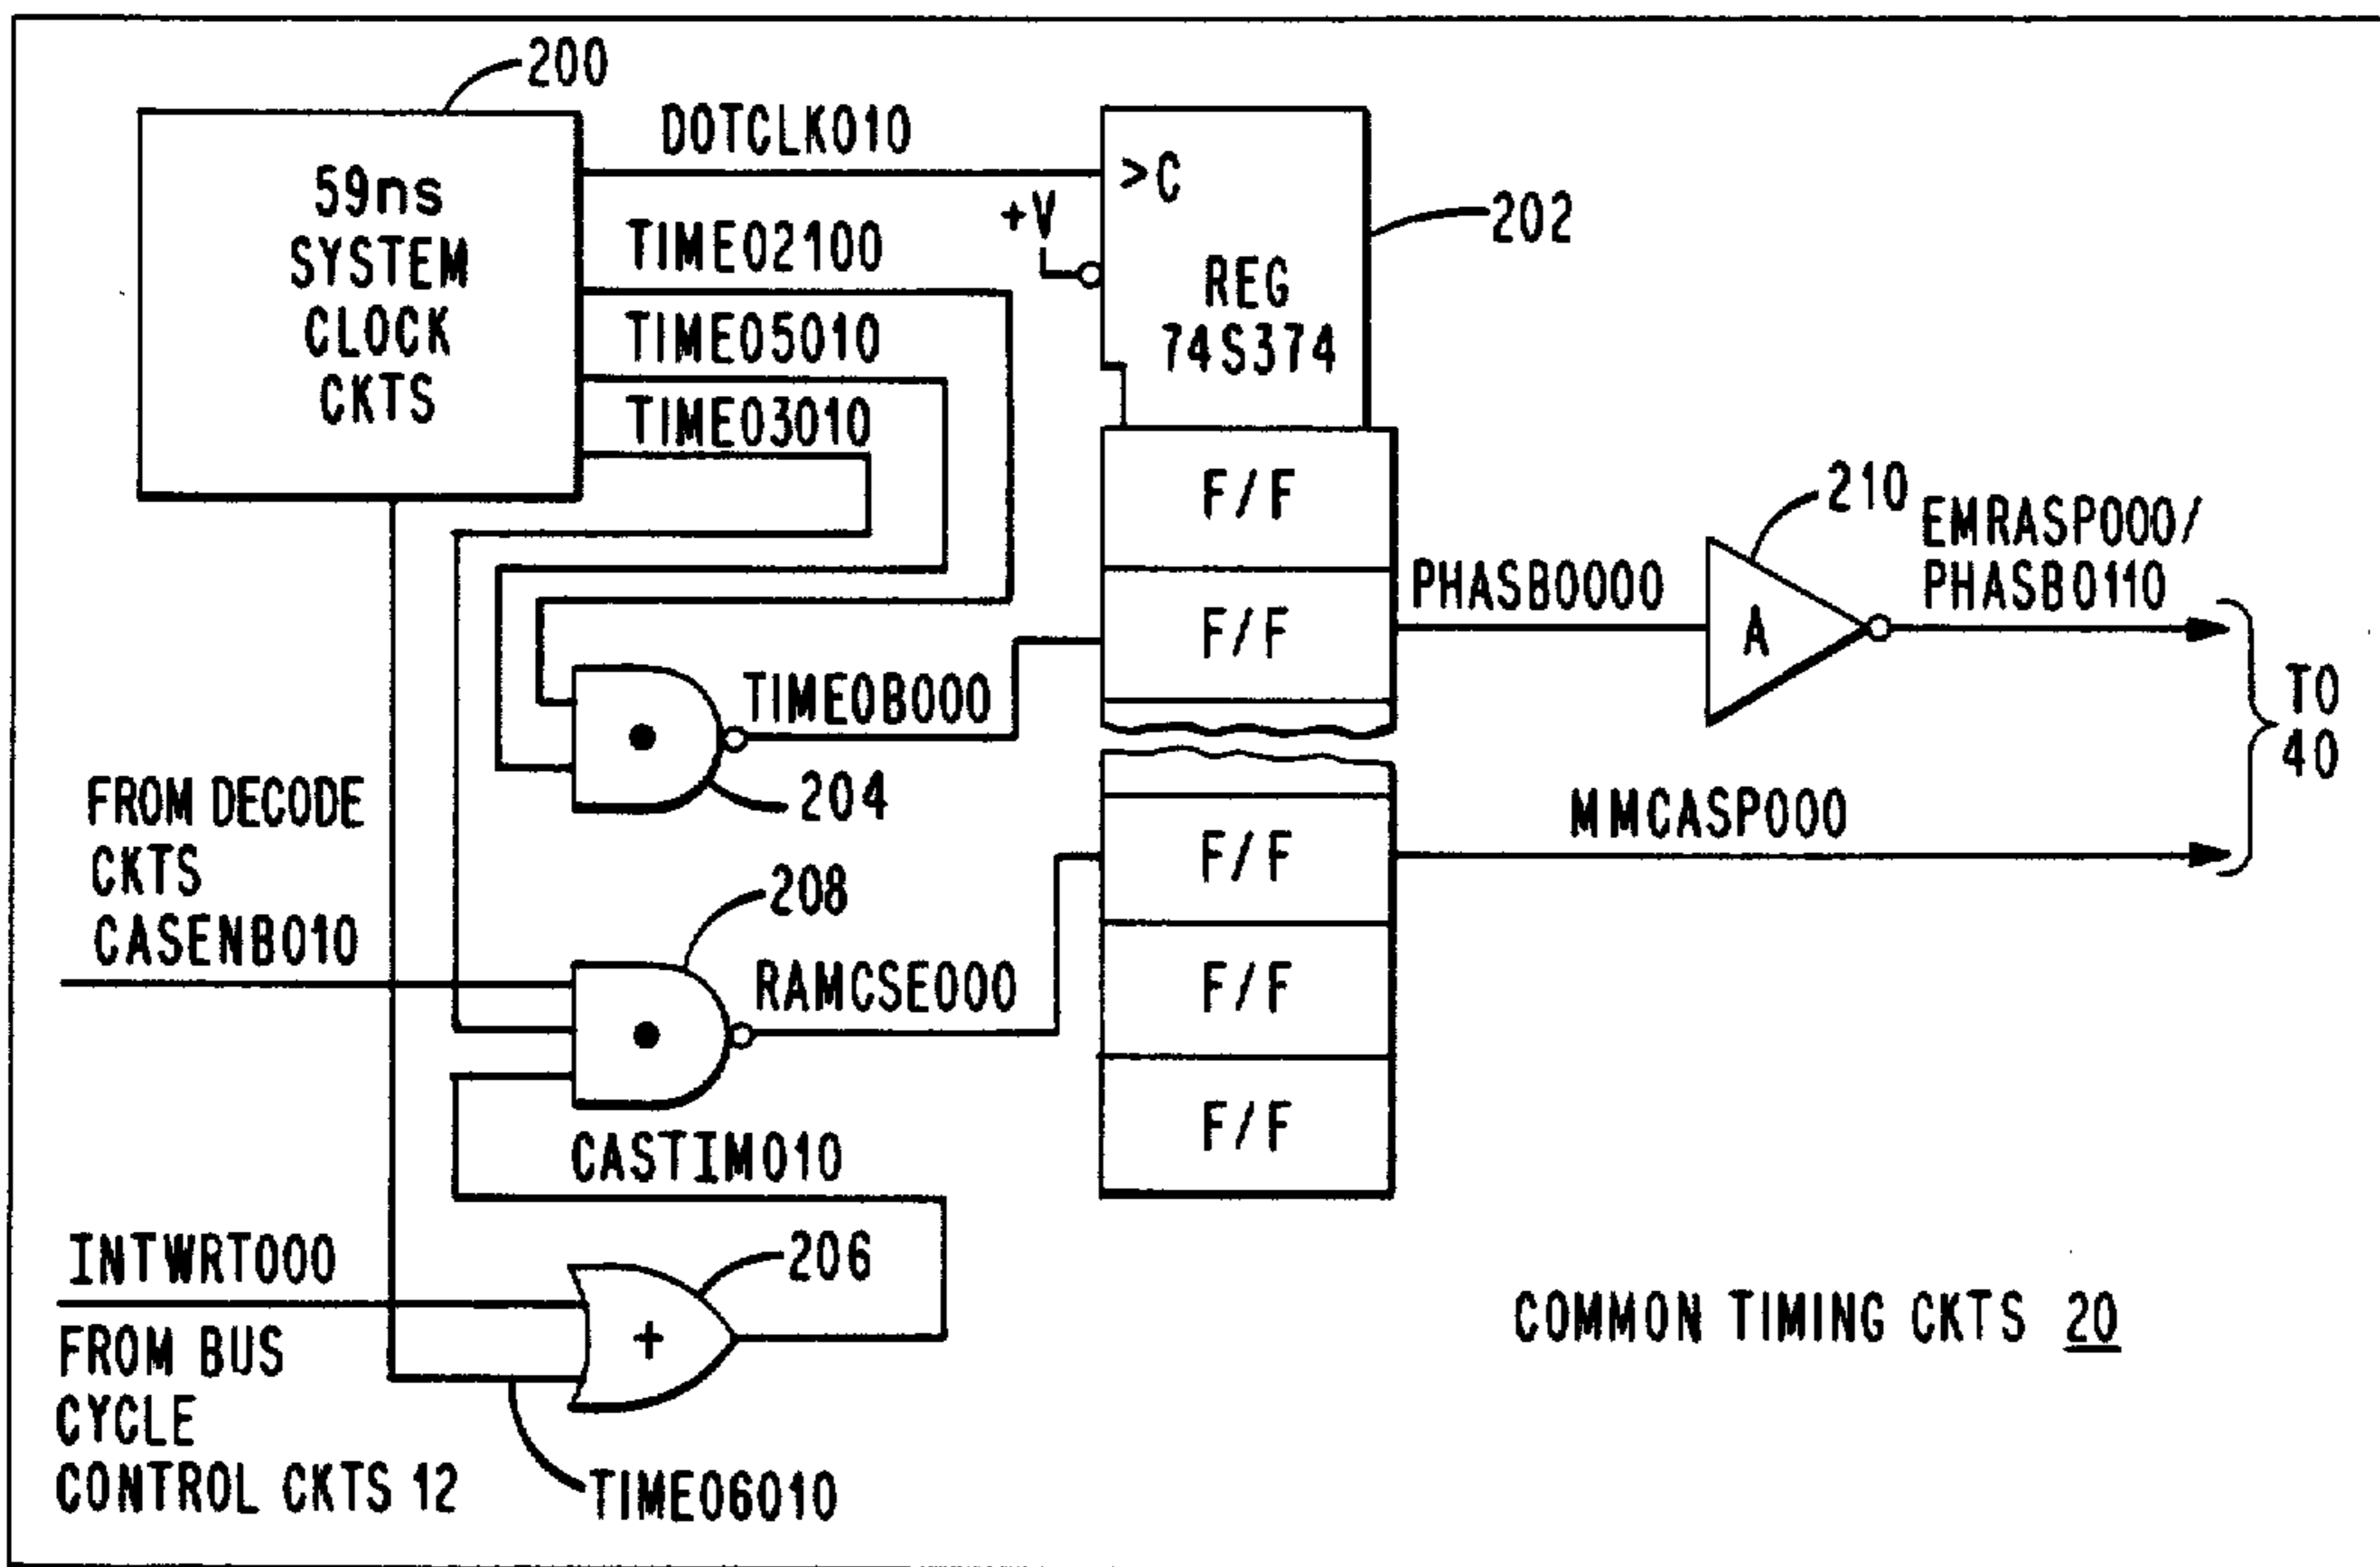 200
59ns
SYSTEM
CLOCK
CKTS
DOTCLK010
TIME02100
TIME05010
TIME03010
+V
>C
REG
74S374
202
F/F
F/F
F/F
F/F
F/F
PHASB0000
210
A
EMRASP000/
PHASB0110
TO
40
TIME0B000
204
MMCASP000
FROM DECODE
CKTS
CASENB010
208
RAMCSE000
CASTIM010
INTWRT000
FROM BUS
CYCLE
CONTROL CKTS 12
206
+
TIME06010
COMMON TIMING CKTS 20